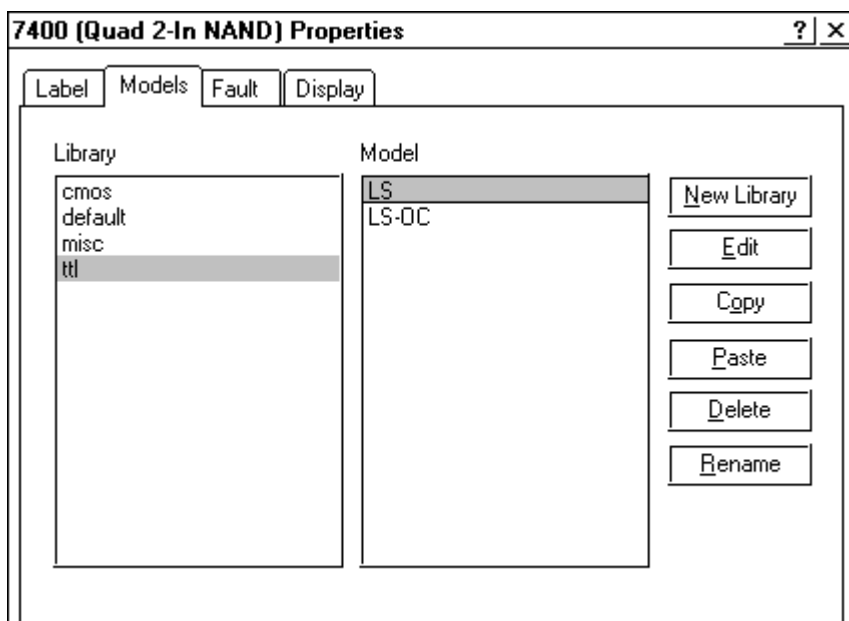 7400 (Quad 2-In NAND) Properties ? ×
Label Models Fault Display
Library Model
cmos
default
misc
ttl
LS
LS-OC
New Library
Edit
Copy
Paste
Delete
Rename